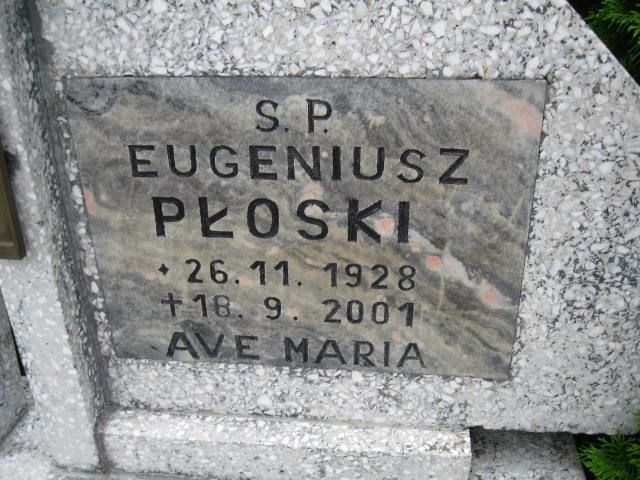 S.P.
EUGENIUSZ
PŁOSKI
* 26.11.1928
+ 18.9.2001
AVE MARIA